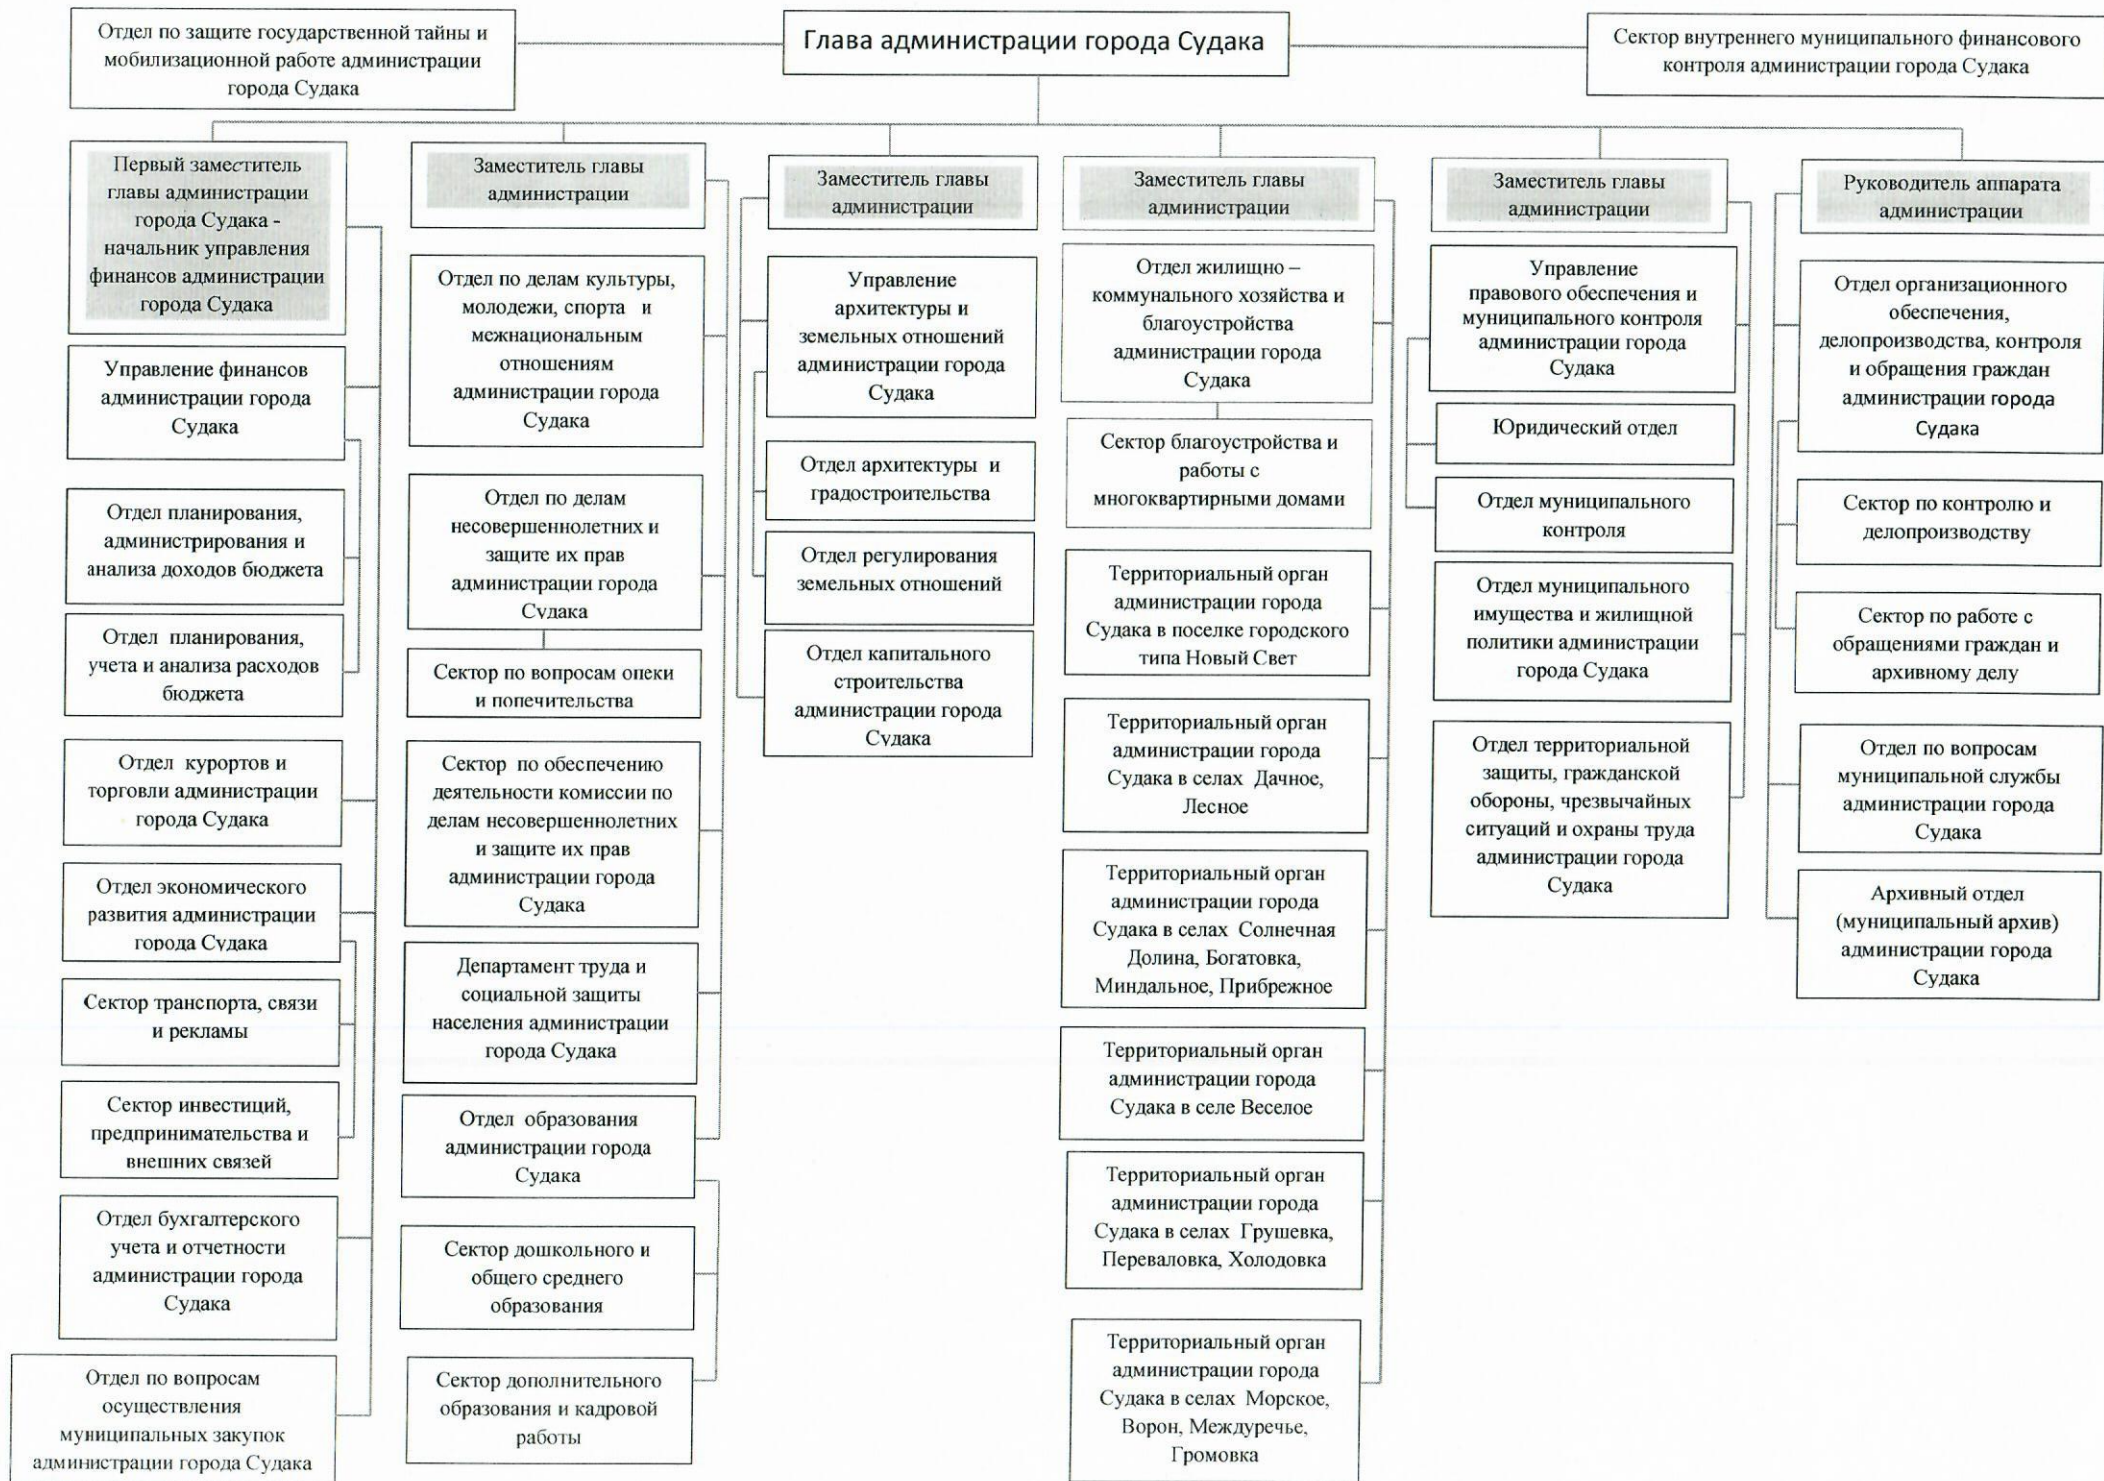 Отдел по защите государственной тайны и
мобилизационной работе администрации
города Судака
Глава администрации города Судака
Сектор внутреннего муниципального финансового
контроля администрации города Судака
Первый заместитель
главы администрации
города Судака -
начальник управления
финансов администрации
города Судака
Управление финансов
администрации города
Судака
Отдел планирования,
администрирования и
анализа доходов бюджета
Отдел планирования,
учета и анализа расходов
бюджета
Отдел курортов и
торговли администрации
города Судака
Отдел экономического
развития администрации
города Судака
Сектор транспорта, связи
и рекламы
Сектор инвестиций,
предпринимательства и
внешних связей
Отдел бухгалтерского
учета и отчетности
администрации города
Судака
Отдел по вопросам
осуществления
муниципальных закупок
администрации города Судака
Заместитель главы
администрации
Отдел по делам культуры,
молодежи, спорта и
межнациональным
отношениям
администрации города
Судака
Отдел по делам
несовершеннолетних и
защите их прав
администрации города
Судака
Сектор по вопросам опеки
и попечительства
Сектор по обеспечению
деятельности комиссии по
делам несовершеннолетних
и защите их прав
администрации города
Судака
Департамент труда и
социальной защиты
населения администрации
города Судака
Отдел образования
администрации города
Судака
Сектор дошкольного и
общего среднего
образования
Сектор дополнительного
образования и кадровой
работы
Заместитель главы
администрации
Управление
архитектуры и
земельных отношений
администрации города
Судака
Отдел архитектуры и
градостроительства
Отдел регулирования
земельных отношений
Отдел капитального
строительства
администрации города
Судака
Заместитель главы
администрации
Отдел жилищно –
коммунального хозяйства и
благоустройства
администрации города
Судака
Сектор благоустройства и
работы с
многоквартирными домами
Территориальный орган
администрации города
Судака в поселке городского
типа Новый Свет
Территориальный орган
администрации города
Судака в селах Дачное,
Лесное
Территориальный орган
администрации города
Судака в селах Солнечная
Долина, Богатовка,
Миндальное, Прибрежное
Территориальный орган
администрации города
Судака в селе Веселое
Территориальный орган
администрации города
Судака в селах Грушевка,
Переваловка, Холодовка
Территориальный орган
администрации города
Судака в селах Морское,
Ворон, Междуречье,
Громовка
Заместитель главы
администрации
Управление
правового обеспечения и
муниципального контроля
администрации города
Судака
Юридический отдел
Отдел муниципального
контроля
Отдел муниципального
имущества и жилищной
политики администрации
города Судака
Отдел территориальной
защиты, гражданской
обороны, чрезвычайных
ситуаций и охраны труда
администрации города
Судака
Руководитель аппарата
администрации
Отдел организационного
обеспечения,
делопроизводства, контроля
и обращения граждан
администрации города
Судака
Сектор по контролю и
делопроизводству
Сектор по работе с
обращениями граждан и
архивному делу
Отдел по вопросам
муниципальной службы
администрации города
Судака
Архивный отдел
(муниципальный архив)
администрации города
Судака